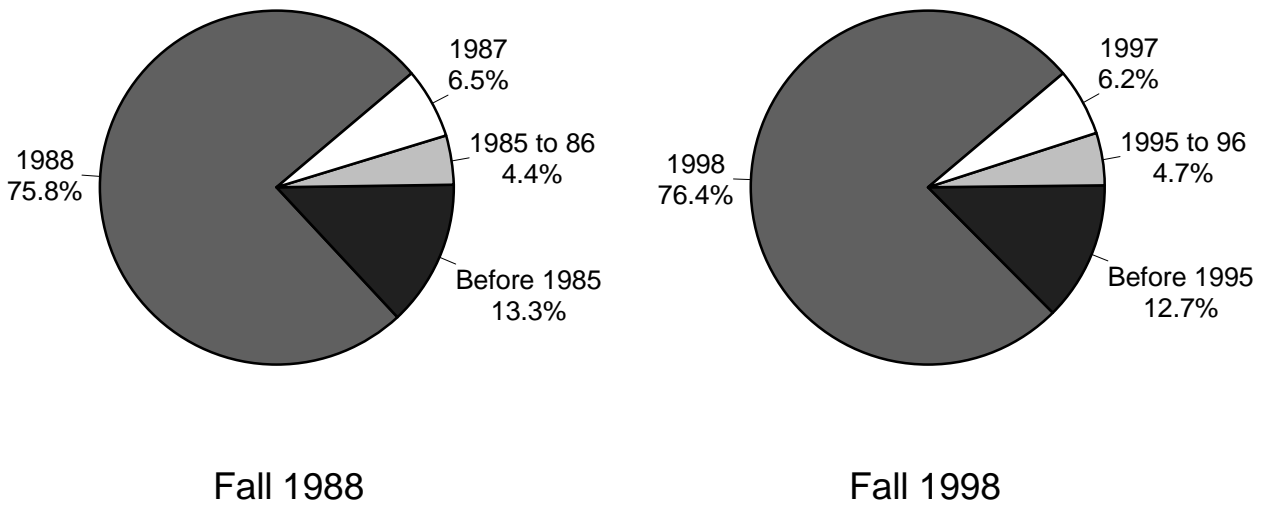 1987
6.5%
1985 to 86
4.4%
1988
75.8%
Before 1985
13.3%
Fall 1988
1997
6.2%
1995 to 96
4.7%
1998
76.4%
Before 1995
12.7%
Fall 1998